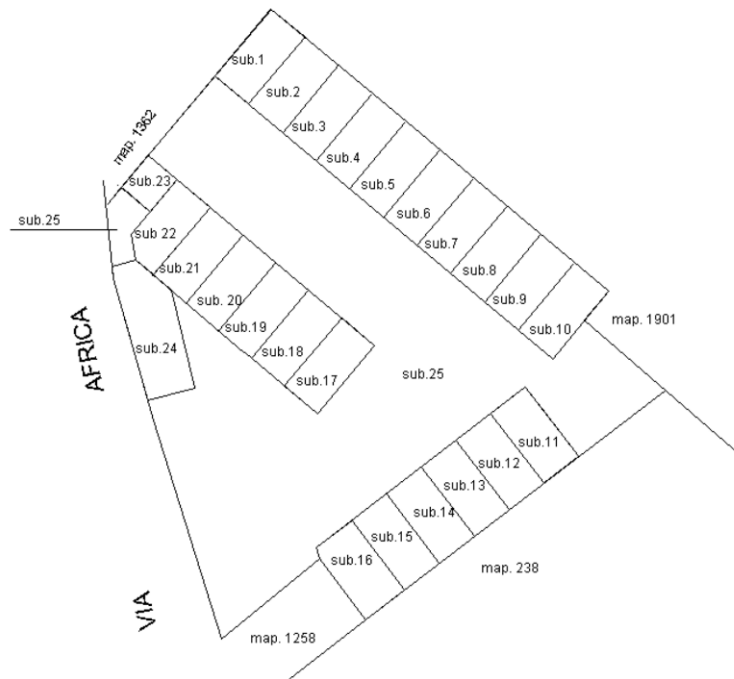 sub.1
sub.2
sub.3
sub.4
sub.5
sub.6
sub.7
sub.8
sub.9
sub.10
map. 1362
sub.23
sub.25
sub 22
sub.21
sub. 20
sub.19
sub.18
sub.17
sub.24
sub.25
map. 1901
sub.11
sub.12
sub.13
sub.14
sub.15
sub.16
map. 238
map. 1258
VIA
AFRICA